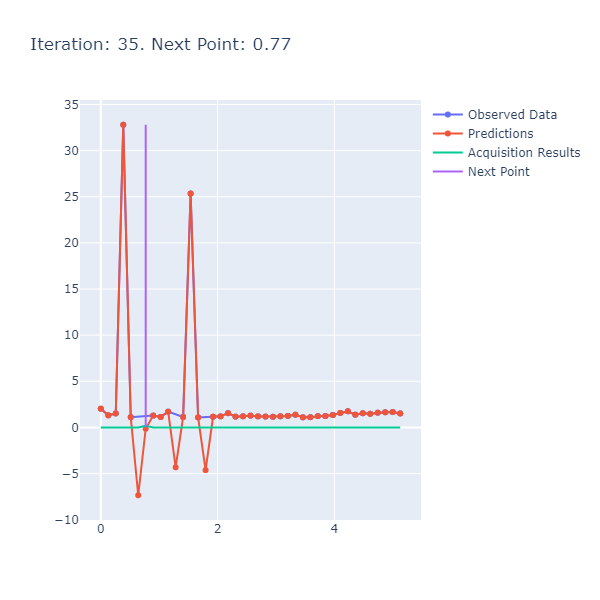 Iteration: 35. Next Point: 0.77
Observed Data
Predictions
Acquisition Results
Next Point
35
30
25
20
15
10
5
0
−5
−10
0
2
4